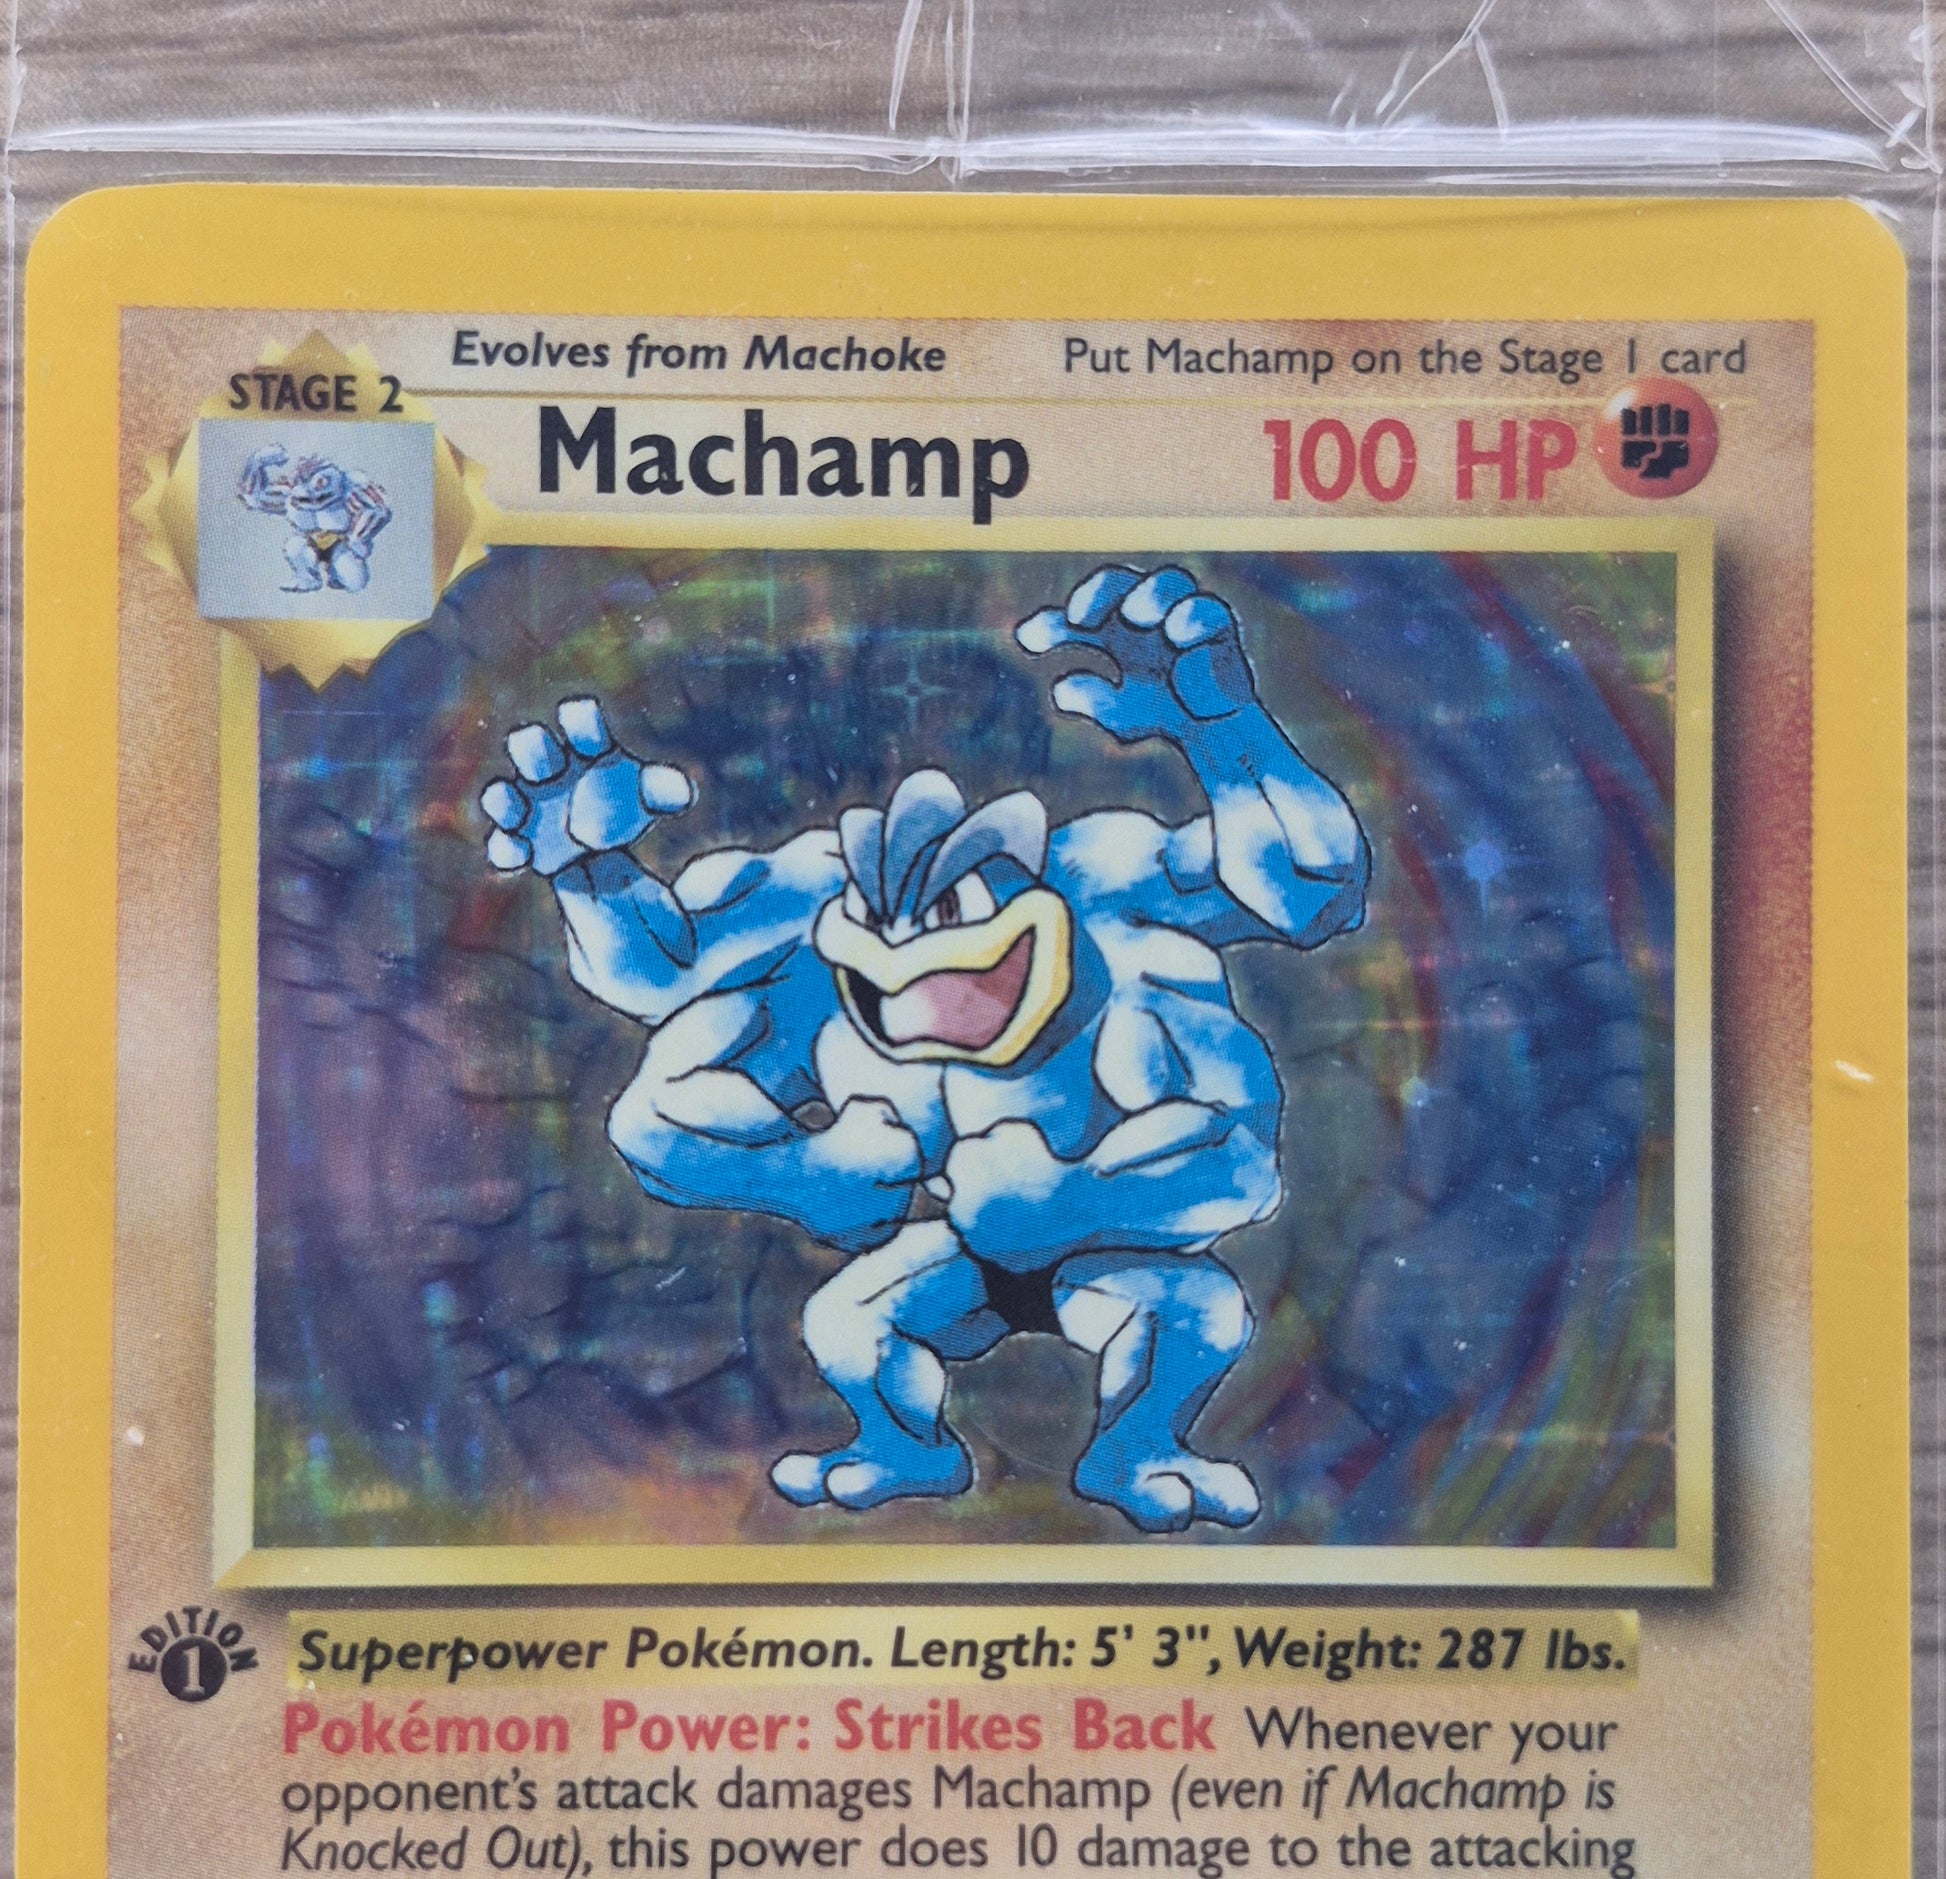 Evolves from Machoke Put Machamp on the Stage 1 card
STAGE 2
Machamp 100 HP
EDITION 1
Superpower Pokémon. Length: 5' 3", Weight: 287 lbs.
Pokémon Power: Strikes Back Whenever your
opponent's attack damages Machamp (even if Machamp is
Knocked Out), this power does 10 damage to the attacking